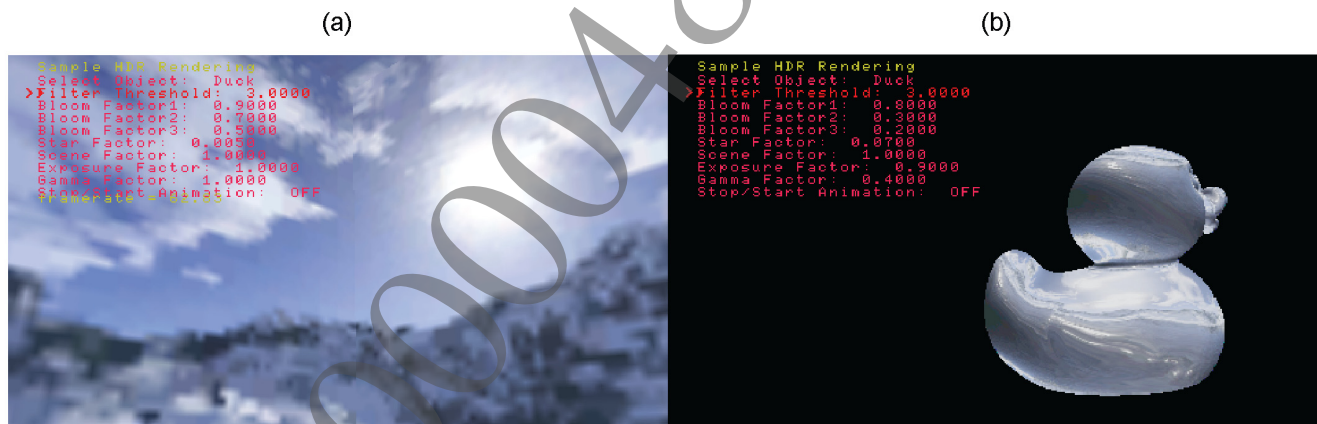 (a)
Sample HDR Rendering
Select Object: Duck
>>Filter Threshold: 3.0000
Bloom Factor1: 0.9000
Bloom Factor2: 0.7000
Bloom Factor3: 0.5000
Star Factor:
Scene Factor: 1.0000
Exposure Factor: 1.0000
Gamma Factor: 1.0000
Stop/Start Animation: OFF
framerate =
(b)
Sample HDR Rendering
Select Object: Duck
>>Filter Threshold: 3.0000
Bloom Factor1: 0.8000
Bloom Factor2: 0.3000
Bloom Factor3: 0.2000
Star Factor: 0.0700
Scene Factor: 1.0000
Exposure Factor: 0.9000
Gamma Factor: 0.4000
Stop/Start Animation: OFF